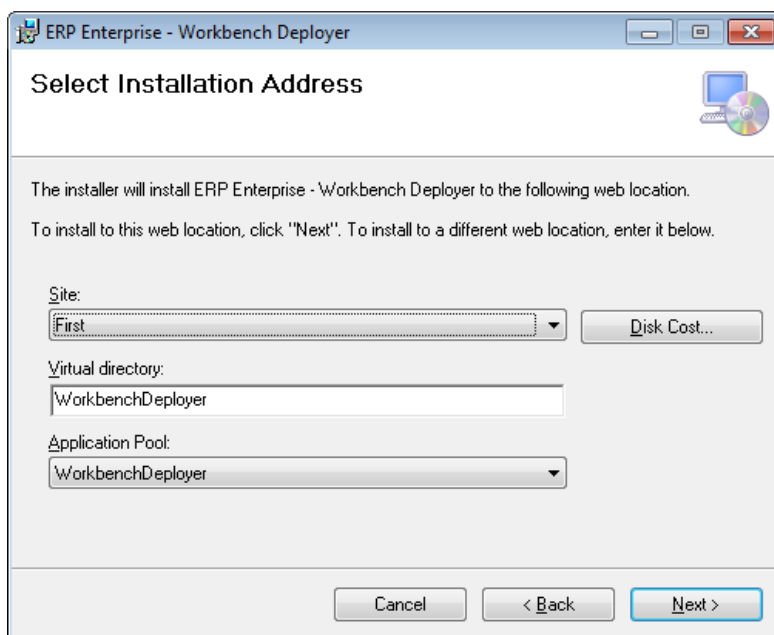 ERP Enterprise - Workbench Deployer
Select Installation Address
The installer will install ERP Enterprise - Workbench Deployer to the following web location.
To install to this web location, click "Next". To install to a different web location, enter it below.
Site:
First
Disk Cost...
Virtual directory:
WorkbenchDeployer
Application Pool:
WorkbenchDeployer
Cancel
< Back
Next >